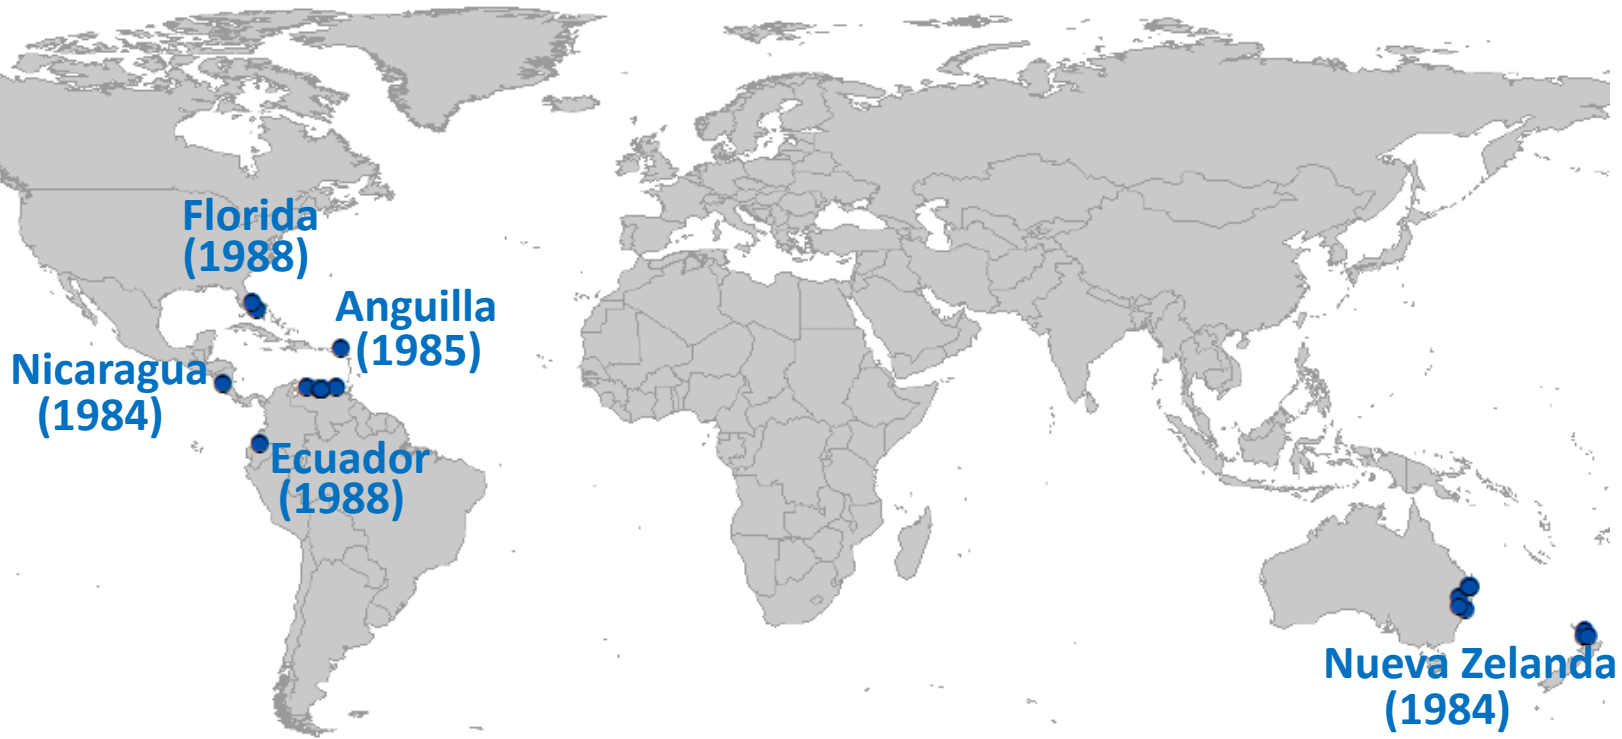 Florida
(1988)
Anguilla
(1985)
Nicaragua
(1984)
Ecuador
(1988)
Nueva Zelanda
(1984)